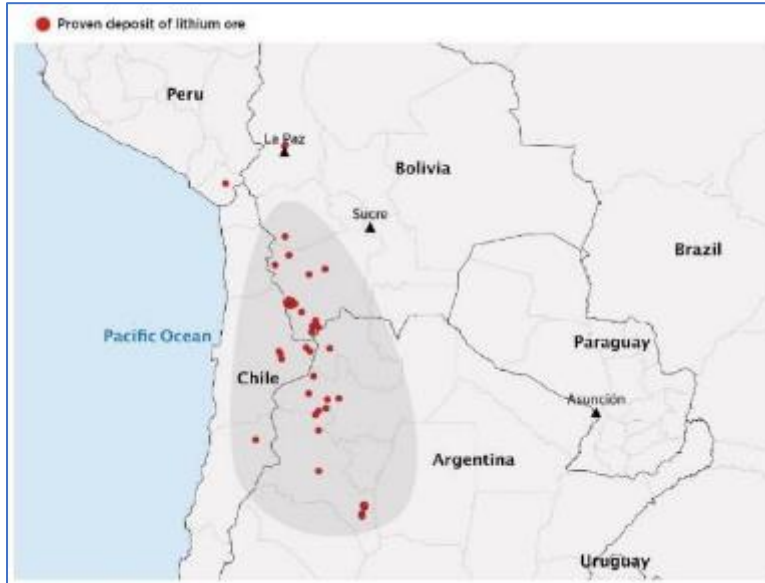 Proven deposit of lithium ore
Peru
La Paz
Bolivia
Sucre
Brazil
Pacific Ocean
Paraguay
Chile
Asunción
Argentina
Uruguay